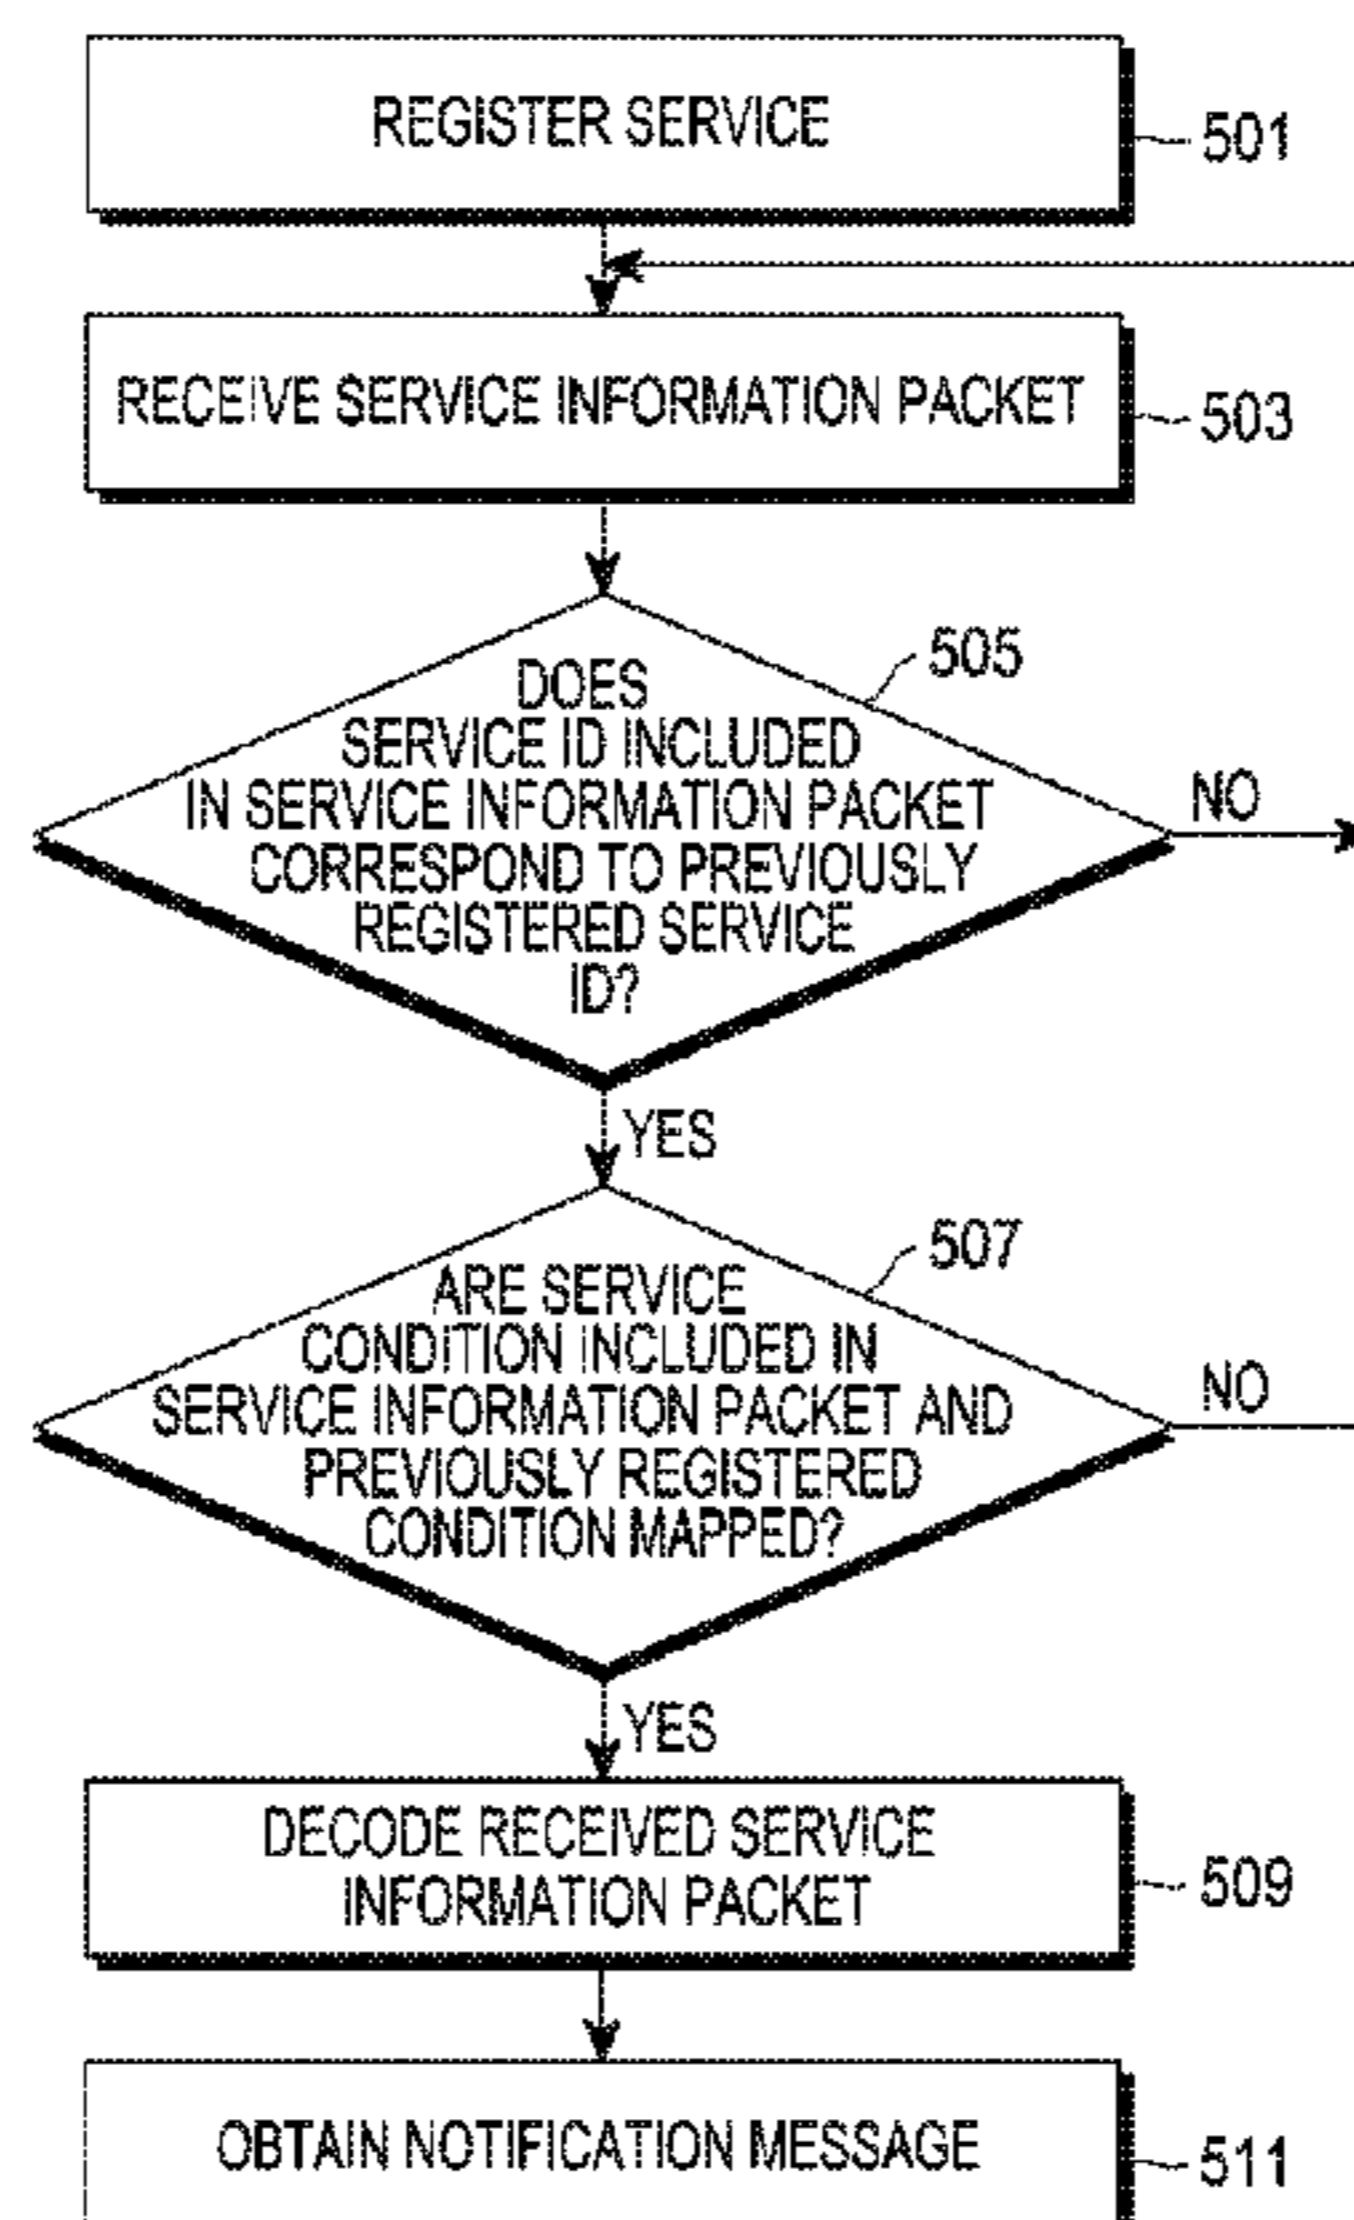 REGISTER SERVICE
501
RECEIVE SERVICE INFORMATION PACKET
503
505
DOES
SERVICE ID INCLUDED
IN SERVICE INFORMATION PACKET
CORRESPOND TO PREVIOUSLY
REGISTERED SERVICE
ID?
NO
YES
507
ARE SERVICE
CONDITION INCLUDED IN
SERVICE INFORMATION PACKET AND
PREVIOUSLY REGISTERED
CONDITION MAPPED?
NO
YES
DECODE RECEIVED SERVICE
INFORMATION PACKET
509
OBTAIN NOTIFICATION MESSAGE
511